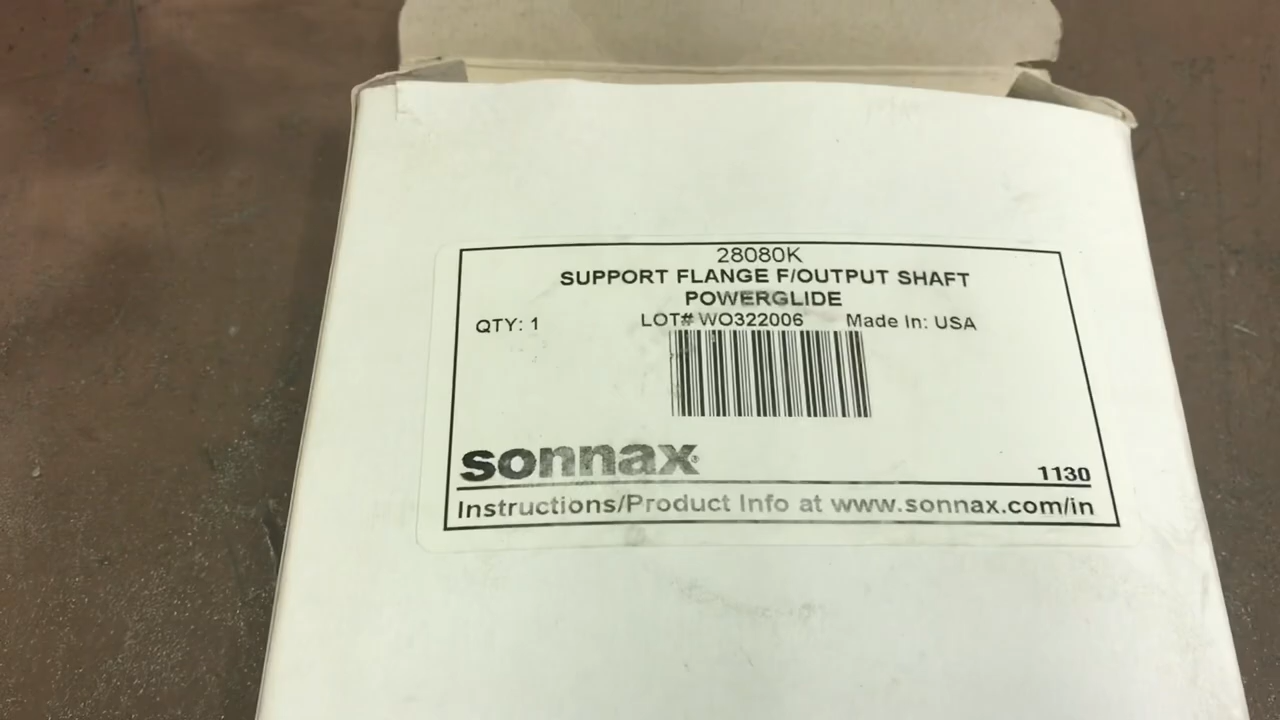 28080K
SUPPORT FLANGE F/OUTPUT SHAFT
POWERGLIDE
QTY: 1 LOT# WO322006 Made In: USA
sonnax®
1130
Instructions/Product Info at www.sonnax.com/in